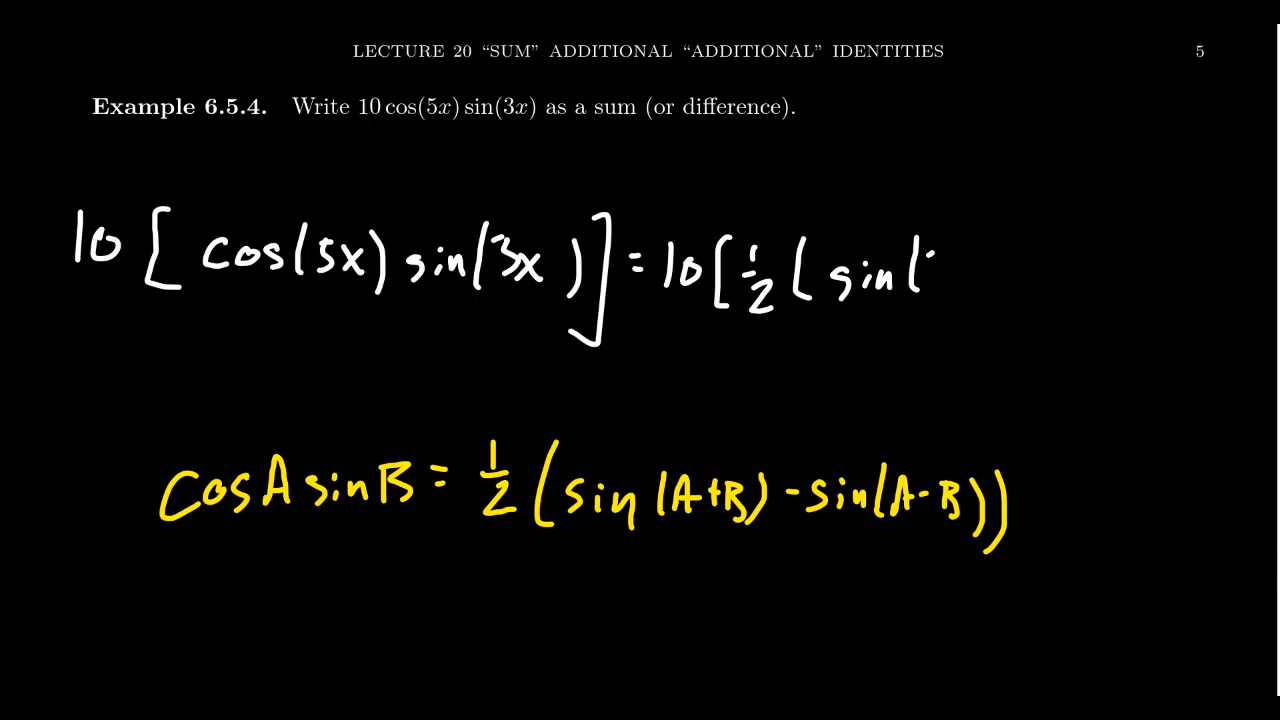 LECTURE 20 “SUM” ADDITIONAL “ADDITIONAL” IDENTITIES 5
Example 6.5.4. Write 10 cos(5x) sin(3x) as a sum (or difference).
10 [ cos(5x) sin(3x) ] = 10 [ 1/2 ( sin (
cos A sin B = 1/2 ( sin (A+B) - sin(A-B) )